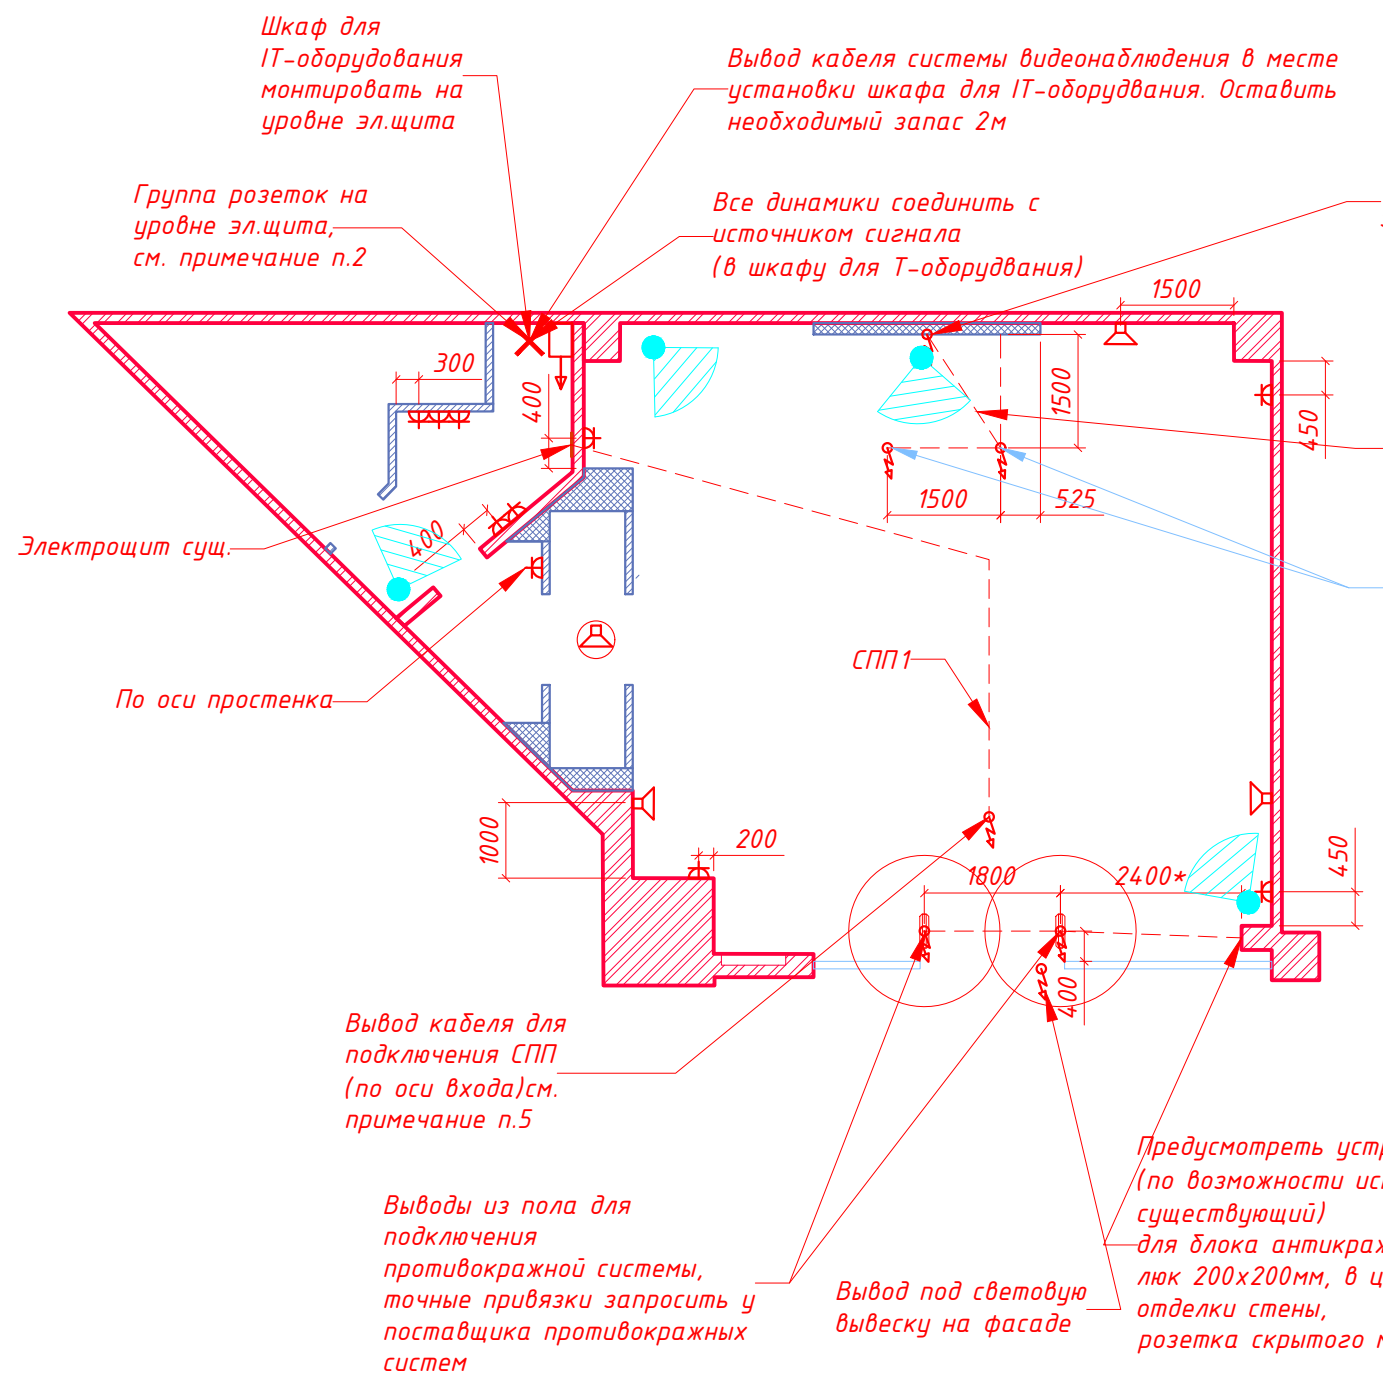 Шкаф для
IT-оборудования
монтировать на
уровне эл.щита
Вывод кабеля системы видеонаблюдения в месте
установки шкафа для IT-оборудвания. Оставить
необходимый запас 2м
Группа розеток на
уровне эл.щита,
см. примечание п.2
Все динамики соединить с
источником сигнала
(в шкафу для Т-оборудвания)
1500
300
400
1500
450
1500
525
400
Электрощит сущ.
СПП1
По оси простенка
1000
200
1800
2400*
450
400
Вывод кабеля для
подключения СПП
(по оси входа)см.
примечание п.5
Выводы из пола для
подключения
противокражной системы,
точные привязки запросить у
поставщика противокражных
систем
Вывод под световую
вывеску на фасаде
Предусмотреть устр
(по возможности исп
существующий)
для блока антикраж
люк 200х200мм, в ц
отделки стены,
розетка скрытого